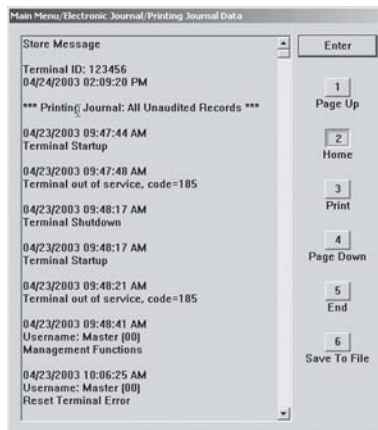 Main Menu/Electronic Journal/Printing Journal Data
Store Message
Terminal ID: 123456
04/24/2003 02:09:20 PM
*** Printing Journal: All Unaudited Records ***
04/23/2003 09:47:44 AM
Terminal Startup
04/23/2003 09:47:48 AM
Terminal out of service, code=185
04/23/2003 09:48:17 AM
Terminal Shutdown
04/23/2003 09:48:17 AM
Terminal Startup
04/23/2003 09:48:21 AM
Terminal out of service, code=185
04/23/2003 09:48:41 AM
Username: Master (00)
Management Functions
04/23/2003 10:06:25 AM
Username: Master (00)
Reset Terminal Error
Enter
1
Page Up
2
Home
3
Print
4
Page Down
5
End
6
Save To File